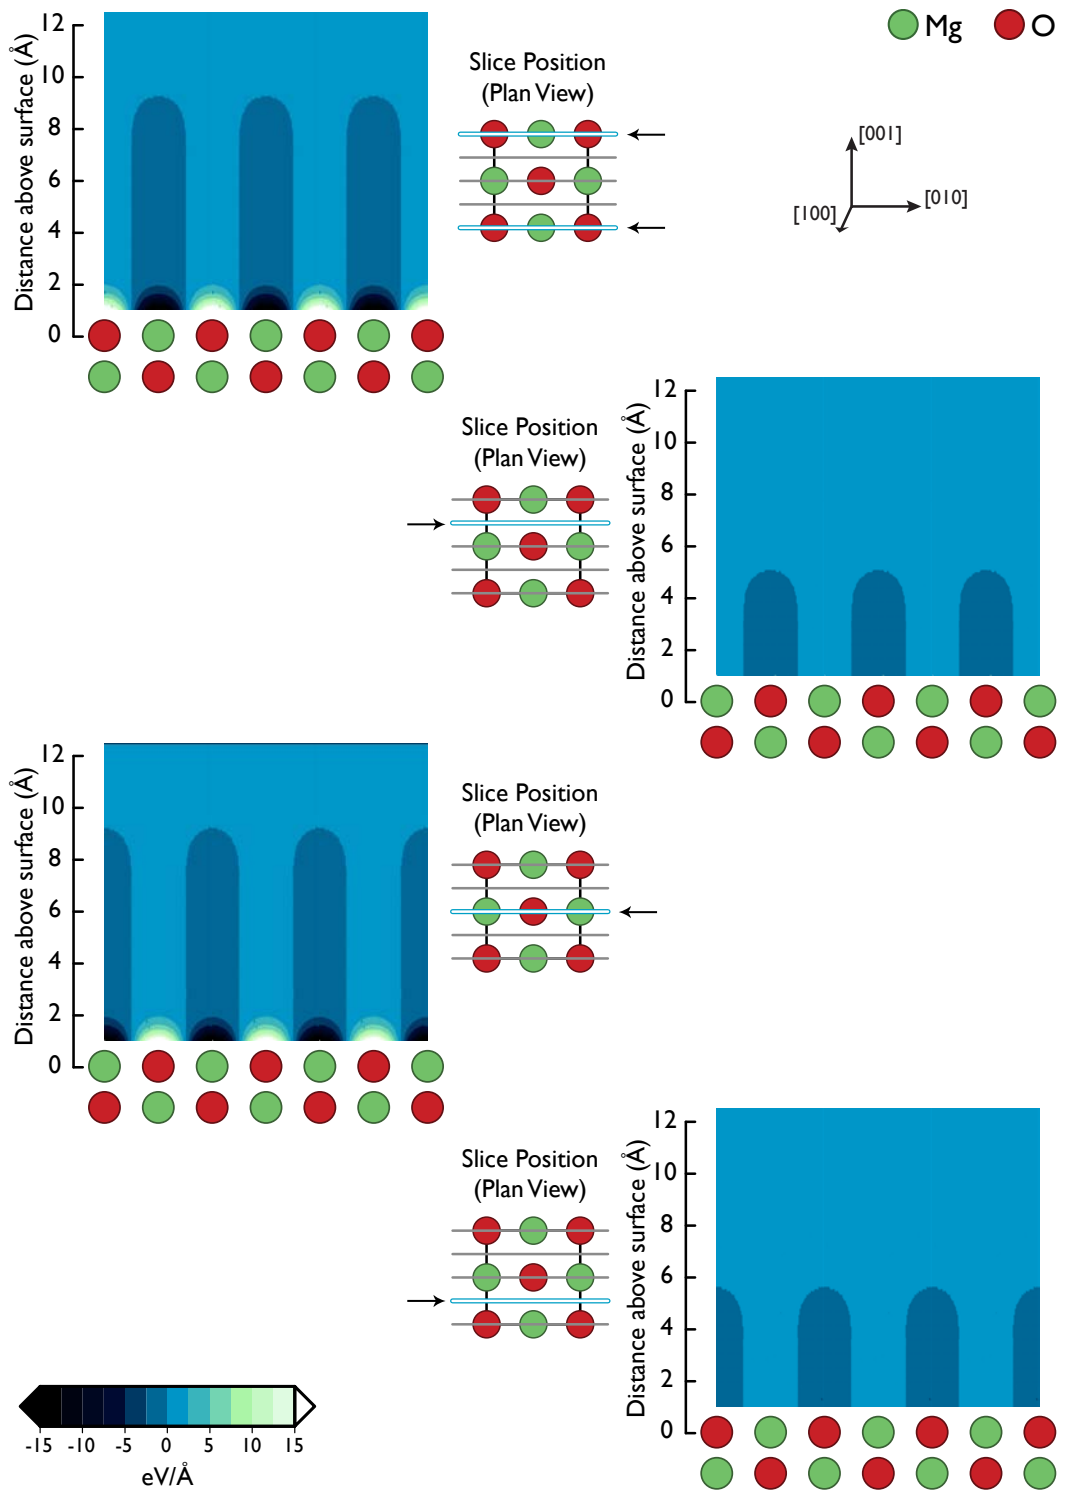 Mg
O
Distance above surface (Å)
12
10
8
6
4
2
0
Slice Position
(Plan View)
[001]
[010]
[100]
Slice Position
(Plan View)
Distance above surface (Å)
12
10
8
6
4
2
0
Distance above surface (Å)
12
10
8
6
4
2
0
Slice Position
(Plan View)
Slice Position
(Plan View)
Distance above surface (Å)
12
10
8
6
4
2
0
-15 -10 -5 0 5 10 15
eV/Å